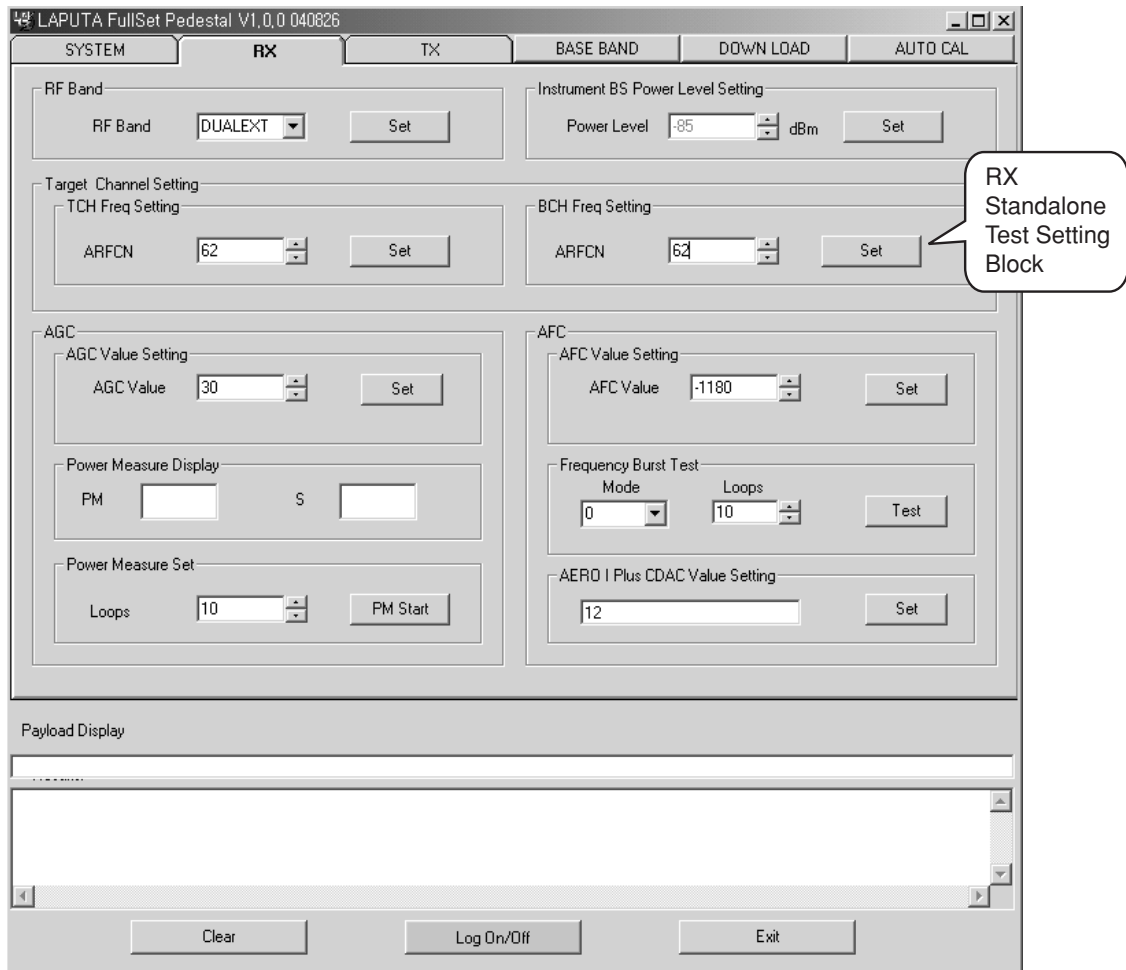 LAPUTA FullSet Pedestal V1,0,0 040826
SYSTEM RX TX BASE BAND DOWN LOAD AUTO CAL
RF Band
RF Band DUALEXT Set
Instrument BS Power Level Setting
Power Level -85 dBm Set
Target Channel Setting
TCH Freq Setting
ARFCN 62 Set
BCH Freq Setting
ARFCN 62 Set
RX
Standalone
Test Setting
Block
AGC
AGC Value Setting
AGC Value 30 Set
Power Measure Display
PM S
Power Measure Set
Loops 10 PM Start
AFC
AFC Value Setting
AFC Value -1180 Set
Frequency Burst Test
Mode Loops
0 10 Test
AERO I Plus CDAC Value Setting
12 Set
Payload Display
Clear Log On/Off Exit